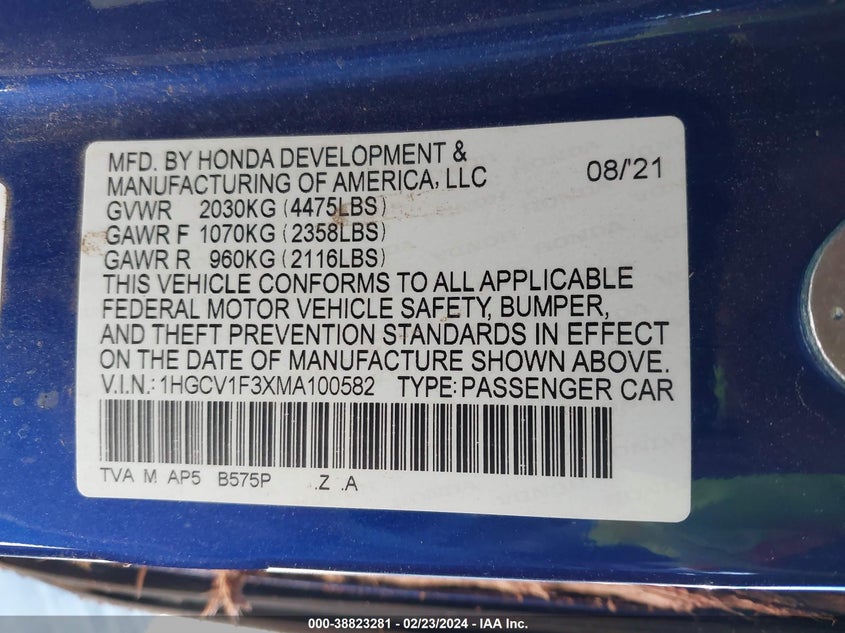 MFD. BY HONDA DEVELOPMENT &
MANUFACTURING OF AMERICA, LLC 08/'21
GVWR 2030KG (4475LBS)
GAWR F 1070KG (2358LBS)
GAWR R 960KG (2116LBS)
THIS VEHICLE CONFORMS TO ALL APPLICABLE
FEDERAL MOTOR VEHICLE SAFETY, BUMPER,
AND THEFT PREVENTION STANDARDS IN EFFECT
ON THE DATE OF MANUFACTURE SHOWN ABOVE.
V.I.N.: 1HGCV1F3XMA100582 TYPE: PASSENGER CAR
TVA M AP5 B575P .Z .A
000-38823281 - 02/23/2024 - IAA Inc.